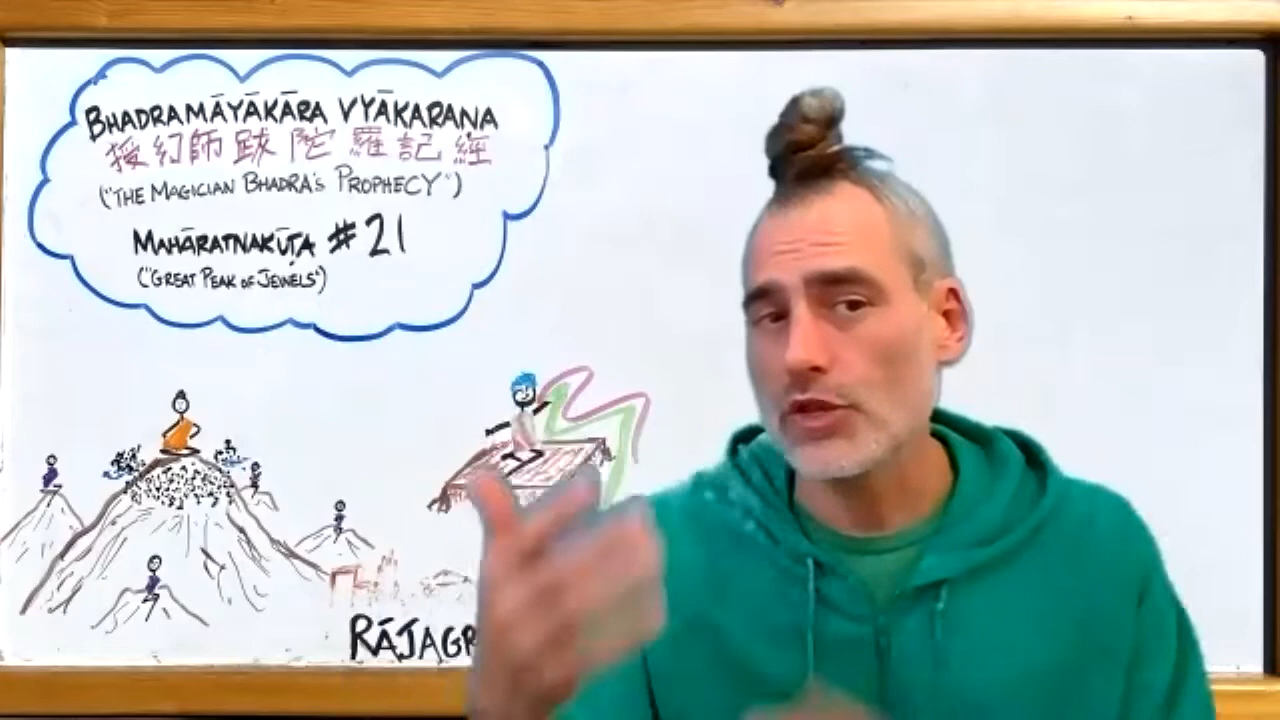 BHADRAMĀYĀKĀRA VYĀKARANA
授幻師跋陀羅記經
("THE MAGICIAN BHADRA'S PROPHECY")
MAHĀRATNAKŪṬA #21
("GREAT PEAK OF JEWELS")
RĀJAGR